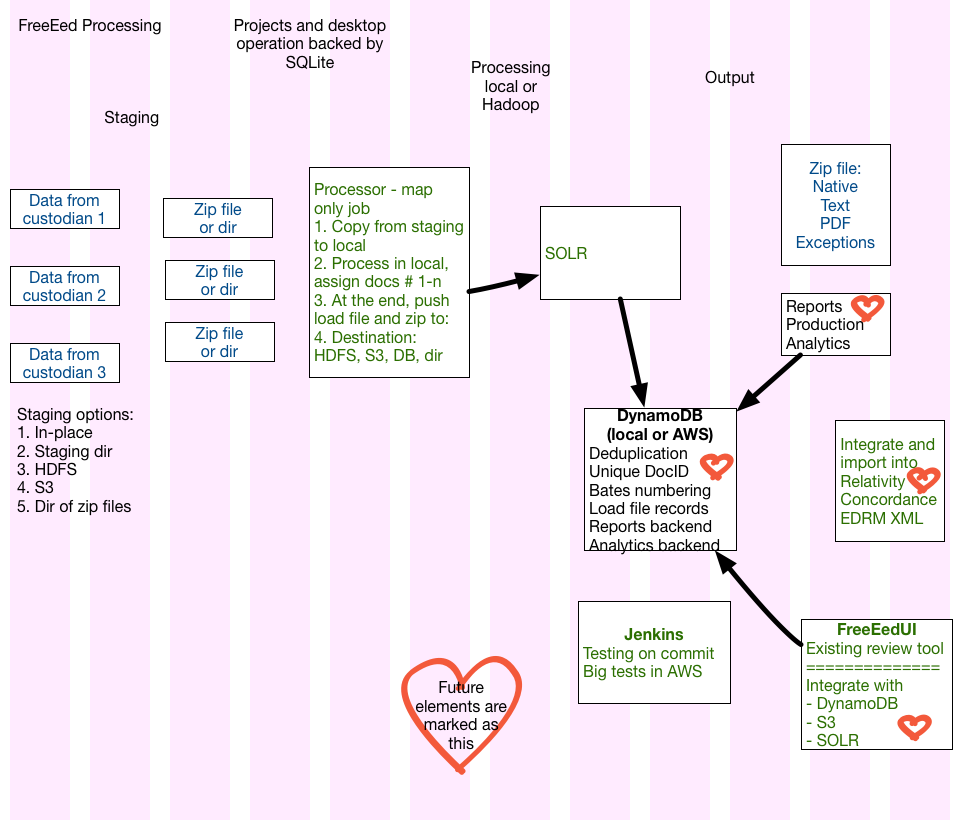 FreeEed Processing
Projects and desktop
operation backed by
SQLite
Processing
local or
Hadoop
Output
Staging
Data from
custodian 1
Data from
custodian 2
Data from
custodian 3
Staging options:
1. In-place
2. Staging dir
3. HDFS
4. S3
5. Dir of zip files
Zip file
or dir
Zip file
or dir
Zip file
or dir
Processor - map
only job
1. Copy from staging
to local
2. Process in local,
assign docs # 1-n
3. At the end, push
load file and zip to:
4. Destination:
HDFS, S3, DB, dir
SOLR
Zip file:
Native
Text
PDF
Exceptions
Reports
Production
Analytics
DynamoDB
(local or AWS)
Deduplication
Unique DocID
Bates numbering
Load file records
Reports backend
Analytics backend
Integrate and
import into
Relativity
Concordance
EDRM XML
Jenkins
Testing on commit
Big tests in AWS
FreeEedUI
Existing review tool
==============
Integrate with
- DynamoDB
- S3
- SOLR
Future
elements are
marked as
this